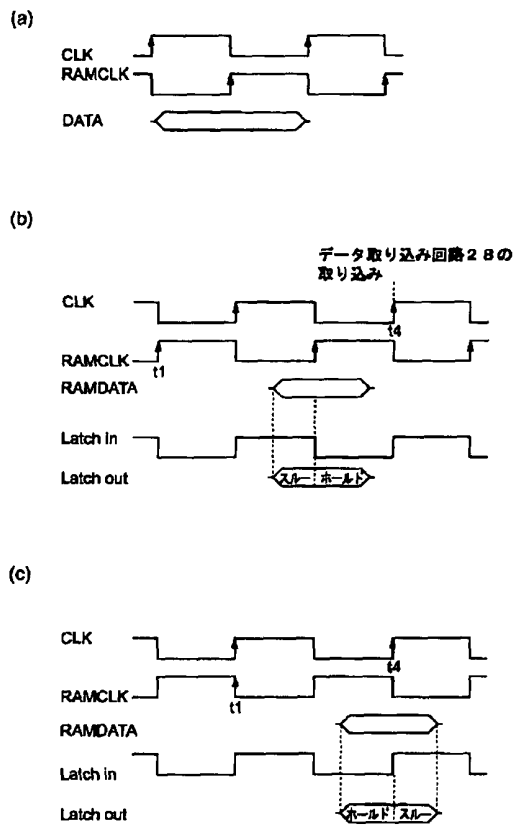 (a)
CLK
RAMCLK
DATA
(b)
データ取り込み回路２８の
取り込み
CLK
t4
RAMCLK
t1
RAMDATA
Latch in
Latch out
スルー
ホールド
(c)
CLK
t4
RAMCLK
t1
RAMDATA
Latch in
Latch out
ホールド
スルー